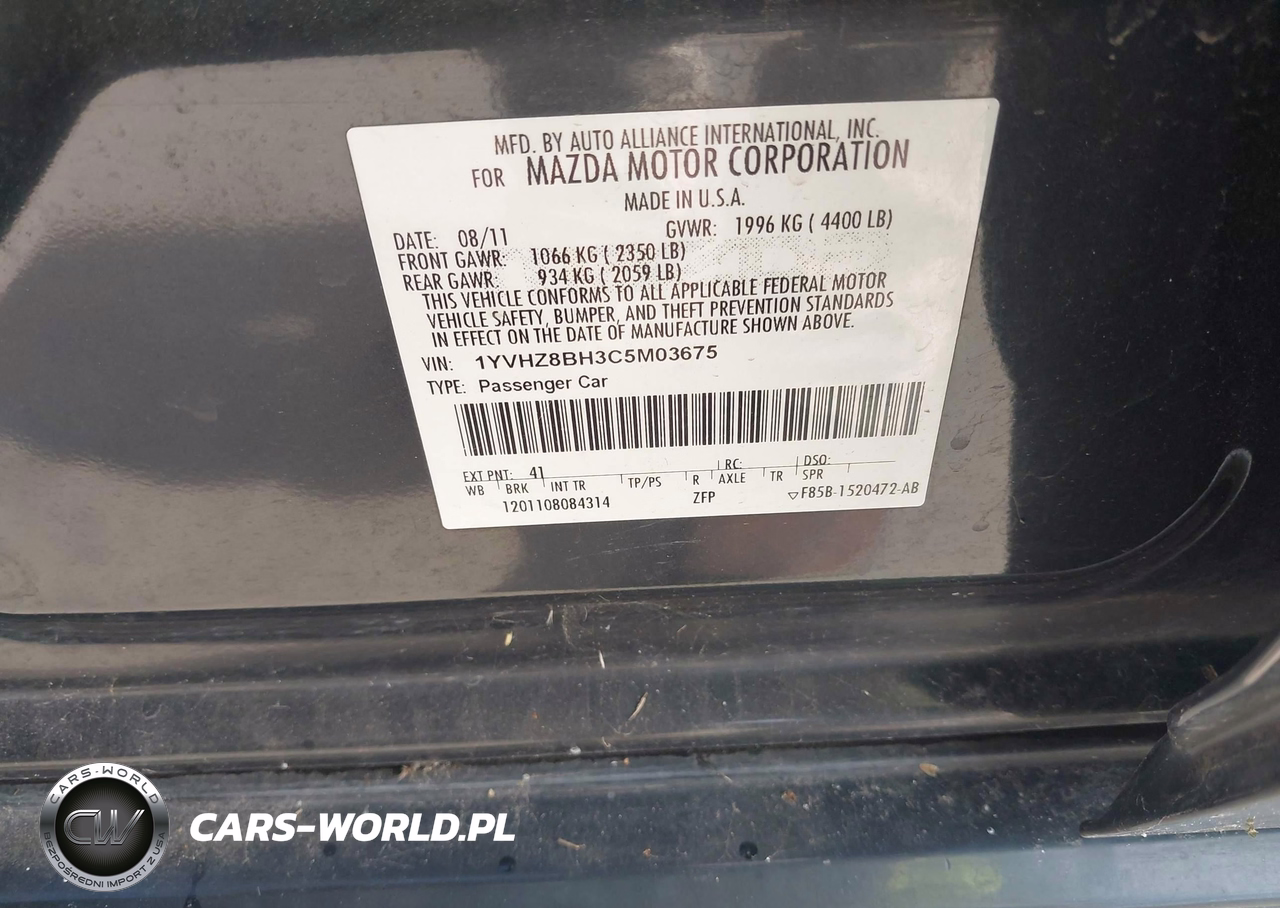 MFD. BY AUTO ALLIANCE INTERNATIONAL, INC.
FOR MAZDA MOTOR CORPORATION
MADE IN U.S.A.
DATE: 08/11 GVWR: 1996 KG ( 4400 LB)
FRONT GAWR: 1066 KG ( 2350 LB)
REAR GAWR: 934 KG ( 2059 LB)
THIS VEHICLE CONFORMS TO ALL APPLICABLE FEDERAL MOTOR
VEHICLE SAFETY, BUMPER, AND THEFT PREVENTION STANDARDS
IN EFFECT ON THE DATE OF MANUFACTURE SHOWN ABOVE.
VIN: 1YVHZ8BH3C5M03675
TYPE: Passenger Car
EXT PNT: 41 RC: DSO:
WB BRK INT TR TP/PS R AXLE TR SPR
1201108084314 ZFP ▽F85B-1520472-AB
CARS-WORLD
CW
BEZPOŚREDNI IMPORT Z USA
CARS-WORLD.PL